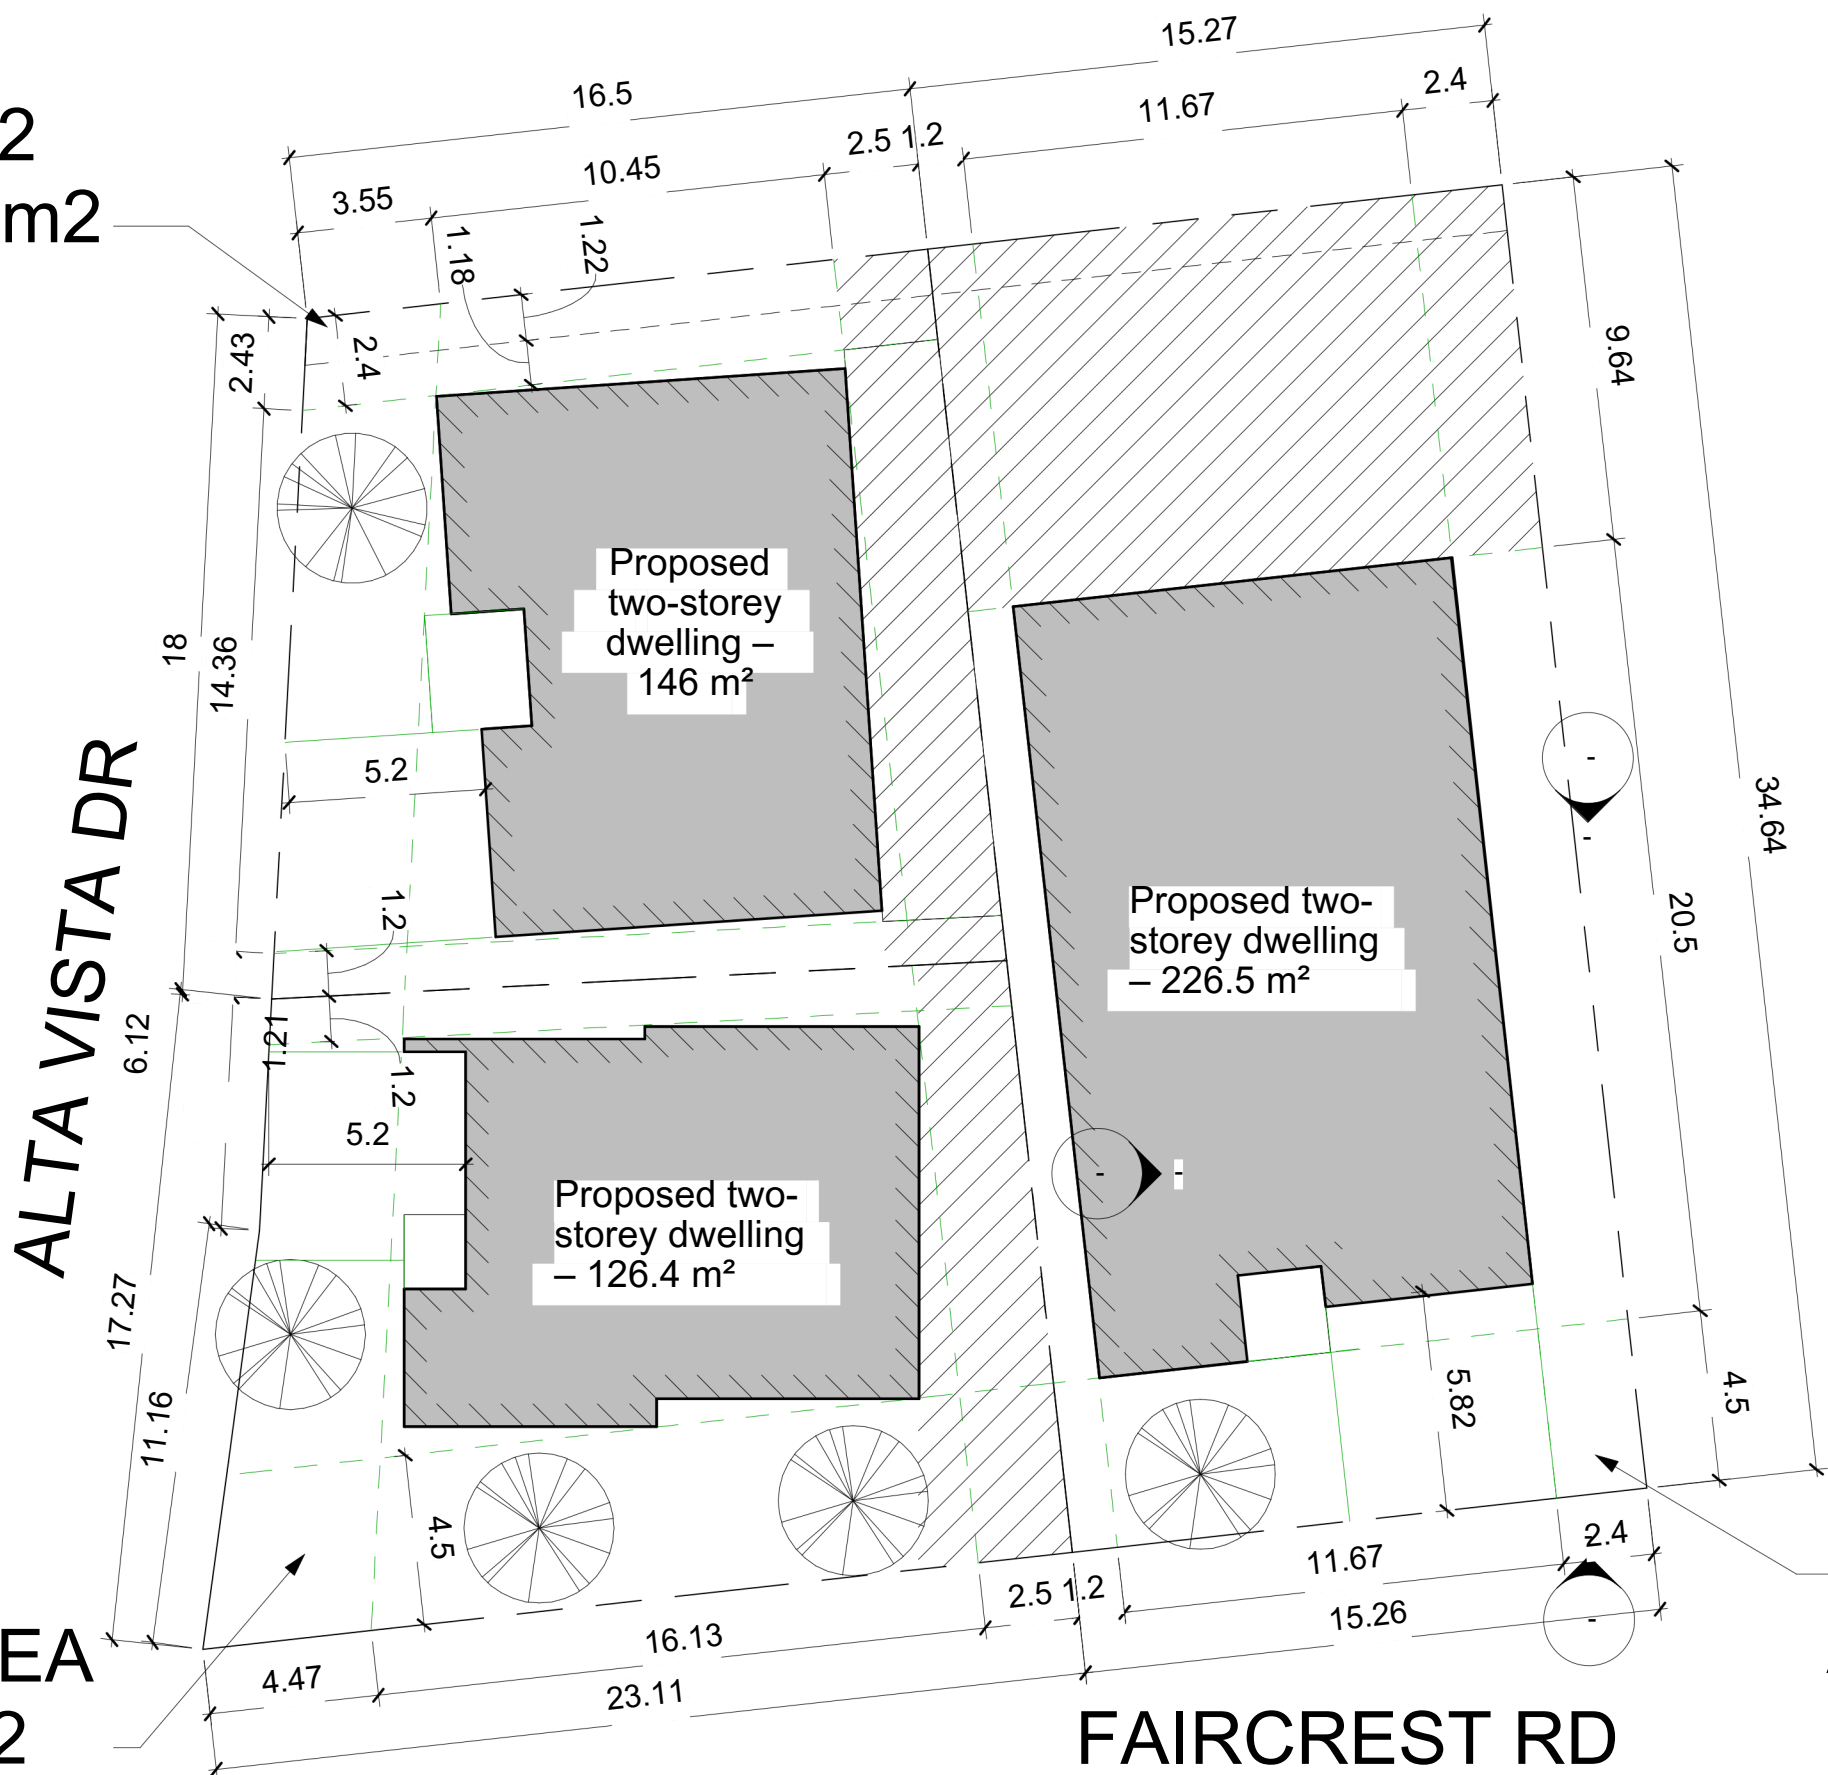 15.27
16.5
2.4
11.67
2
2.5 1.2
10.45
3.55
m2
1.22
1.18
2.43
2.4
9.64
Proposed
two-storey
dwelling –
146 m²
18
14.36
5.2
34.64
ALTA VISTA DR
1.2
Proposed two-
storey dwelling
– 226.5 m²
20.5
6.12
1.21
1.2
5.2
Proposed two-
storey dwelling
– 126.4 m²
17.27
11.16
5.82
4.5
4.5
2.4
11.67
2.5 1.2
15.26
16.13
EA
4.47
23.11
2
FAIRCREST RD